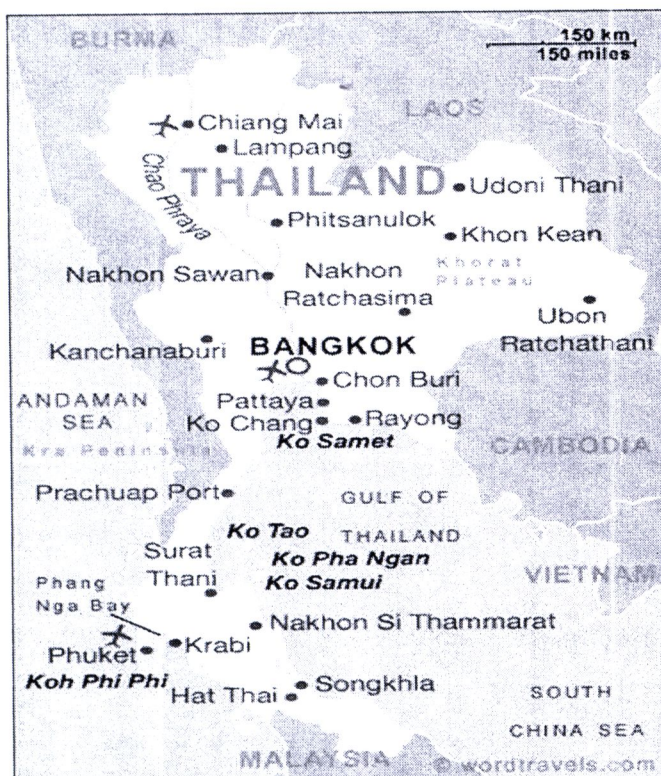 BURMA
150 km
150 miles
LAOS
Chiang Mai
Lampang
Chao Phraya
THAILAND
Udoni Thani
Phitsanulok
Khon Kean
Khorat
Plateau
Nakhon Sawan
Nakhon
Ratchasima
Ubon
Ratchathani
Kanchanaburi
BANGKOK
Chon Buri
ANDAMAN
SEA
Pattaya
Ko Chang
Rayong
Ko Samet
Kra Peninsula
CAMBODIA
Prachuap Port
GULF OF
THAILAND
Ko Tao
Surat
Thani
Ko Pha Ngan
Ko Samui
VIETNAM
Phang
Nga Bay
Nakhon Si Thammarat
Krabi
Phuket
Koh Phi Phi
Hat Thai
Songkhla
SOUTH
CHINA SEA
MALAYSIA
© wordtravels.com